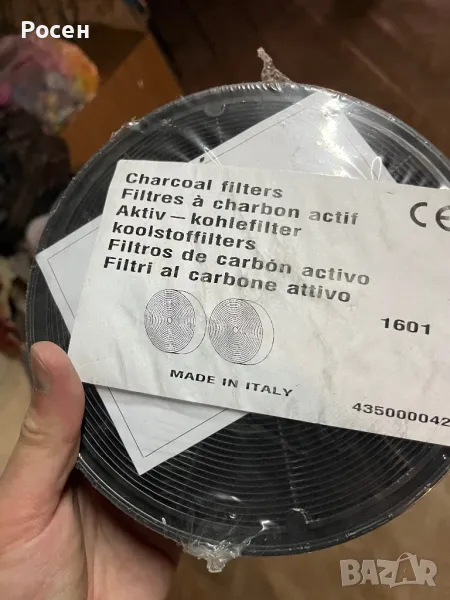 Росен
Charcoal filters
Filtres à charbon actif
Aktiv – kohlefilter
koolstoffilters
Filtros de carbón activo
Filtri al carbone attivo
CE
1601
MADE IN ITALY
435000042
BAZAR